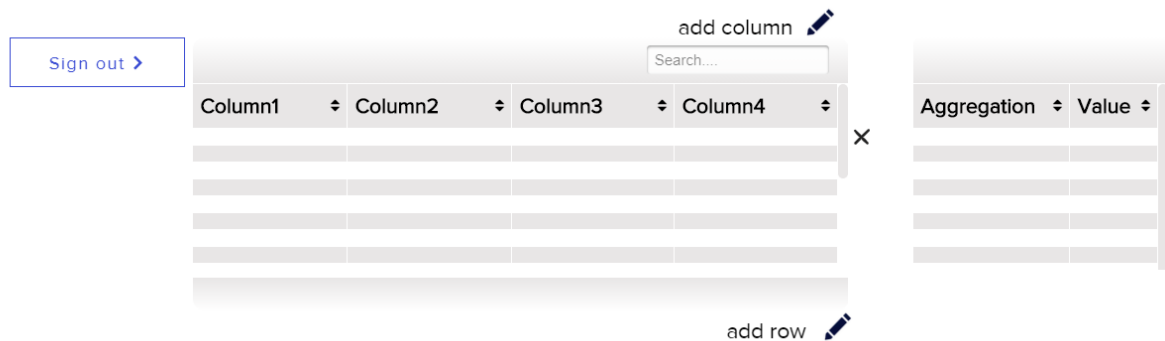 add column
Sign out
Search....
Column1 Column2 Column3 Column4
Aggregation Value
add row